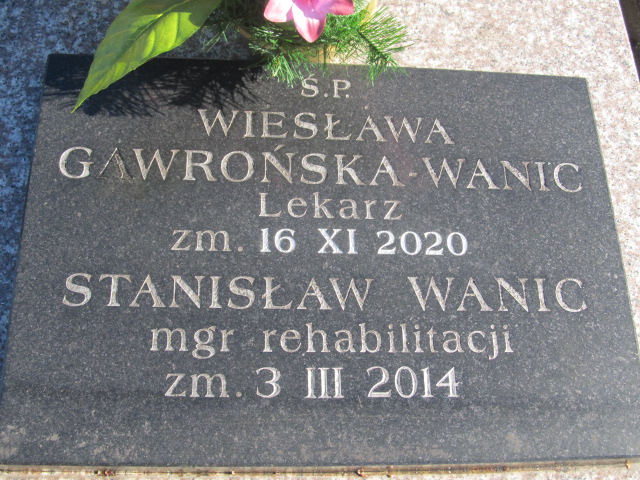 Ś.P.
WIESŁAWA
GAWROŃSKA-WANIC
Lekarz
zm. 16 XI 2020
STANISŁAW WANIC
mgr rehabilitacji
zm. 3 III 2014